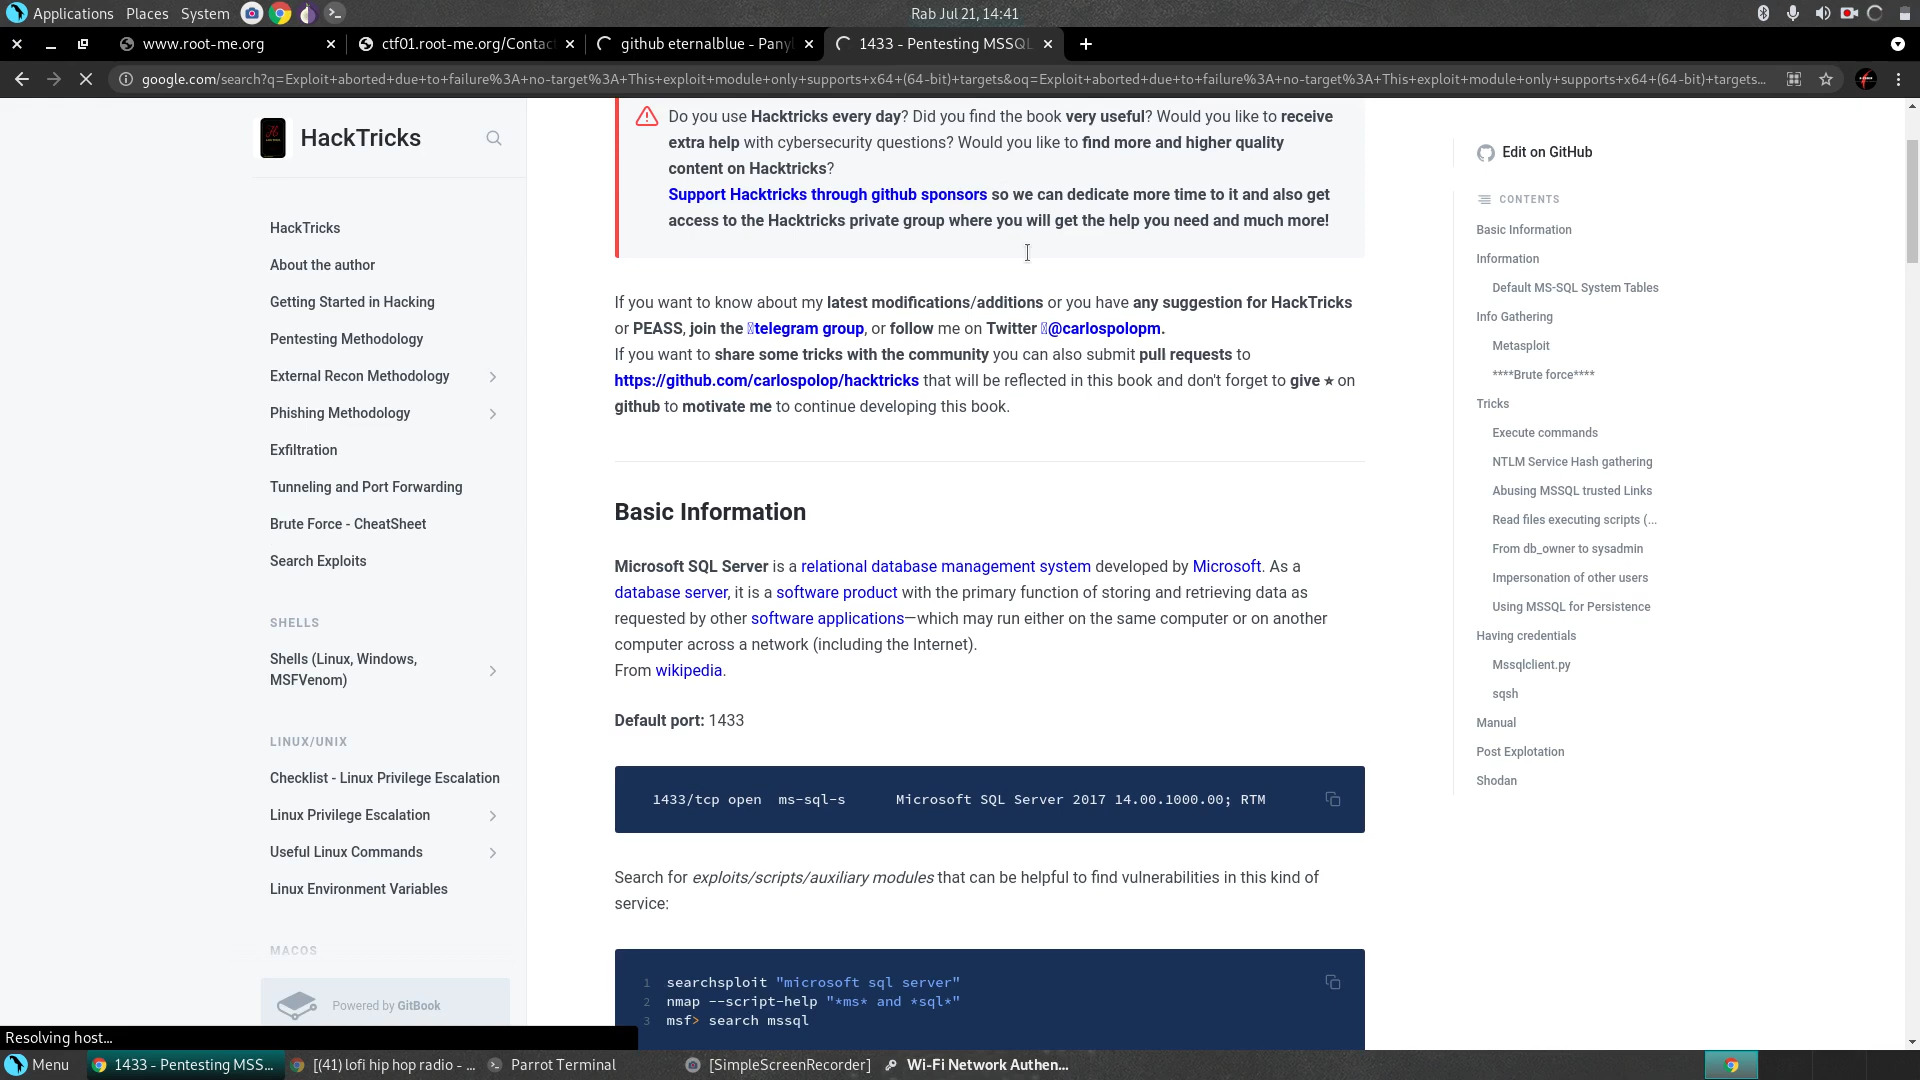 Applications Places System
Rab Jul 21, 14:41
www.root-me.org
ctf01.root-me.org/Contac
github eternalblue - Pany
1433 - Pentesting MSSQL
google.com/search?q=Exploit+aborted+due+to+failure%3A+no-target%3A+This+exploit+module+only+supports+x64+(64-bit)+targets&oq=Exploit+aborted+due+to+failure%3A+no-target%3A+This+exploit+module+only+supports+x64+(64-bit)+targets...
HackTricks
HackTricks
About the author
Getting Started in Hacking
Pentesting Methodology
External Recon Methodology
Phishing Methodology
Exfiltration
Tunneling and Port Forwarding
Brute Force - CheatSheet
Search Exploits
SHELLS
Shells (Linux, Windows,
MSFVenom)
LINUX/UNIX
Checklist - Linux Privilege Escalation
Linux Privilege Escalation
Useful Linux Commands
Linux Environment Variables
MACOS
Powered by GitBook
Do you use Hacktricks every day? Did you find the book very useful? Would you like to receive
extra help with cybersecurity questions? Would you like to find more and higher quality
content on Hacktricks?
Support Hacktricks through github sponsors so we can dedicate more time to it and also get
access to the Hacktricks private group where you will get the help you need and much more!
If you want to know about my latest modifications/additions or you have any suggestion for HackTricks
or PEASS, join the telegram group, or follow me on Twitter @carlospolopm.
If you want to share some tricks with the community you can also submit pull requests to
https://github.com/carlospolop/hacktricks that will be reflected in this book and don't forget to give ★ on
github to motivate me to continue developing this book.
Basic Information
Microsoft SQL Server is a relational database management system developed by Microsoft. As a
database server, it is a software product with the primary function of storing and retrieving data as
requested by other software applications—which may run either on the same computer or on another
computer across a network (including the Internet).
From wikipedia.
Default port: 1433
1433/tcp open  ms-sql-s      Microsoft SQL Server 2017 14.00.1000.00; RTM
Search for exploits/scripts/auxiliary modules that can be helpful to find vulnerabilities in this kind of
service:
1 searchsploit "microsoft sql server"
2 nmap --script-help "*ms* and *sql*"
3 msf> search mssql
Edit on GitHub
CONTENTS
Basic Information
Information
Default MS-SQL System Tables
Info Gathering
Metasploit
****Brute force****
Tricks
Execute commands
NTLM Service Hash gathering
Abusing MSSQL trusted Links
Read files executing scripts (...
From db_owner to sysadmin
Impersonation of other users
Using MSSQL for Persistence
Having credentials
Mssqlclient.py
sqsh
Manual
Post Explotation
Shodan
Resolving host...
Menu
1433 - Pentesting MSS...
[(41) lofi hip hop radio - ...
Parrot Terminal
[SimpleScreenRecorder]
Wi-Fi Network Authen...